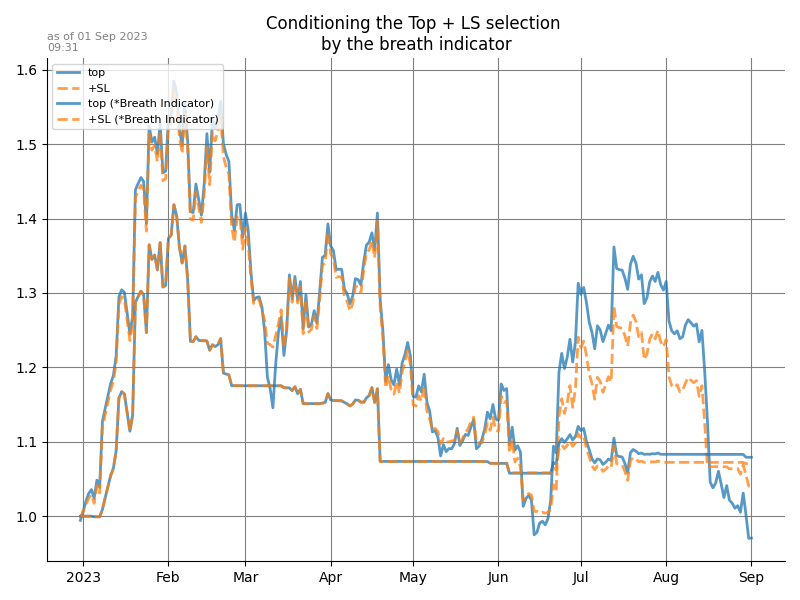 Conditioning the Top + LS selection
by the breath indicator
as of 01 Sep 2023
09:31
top
+SL
top (*Breath Indicator)
+SL (*Breath Indicator)
1.6
1.5
1.4
1.3
1.2
1.1
1.0
2023 Feb Mar Apr May Jun Jul Aug Sep